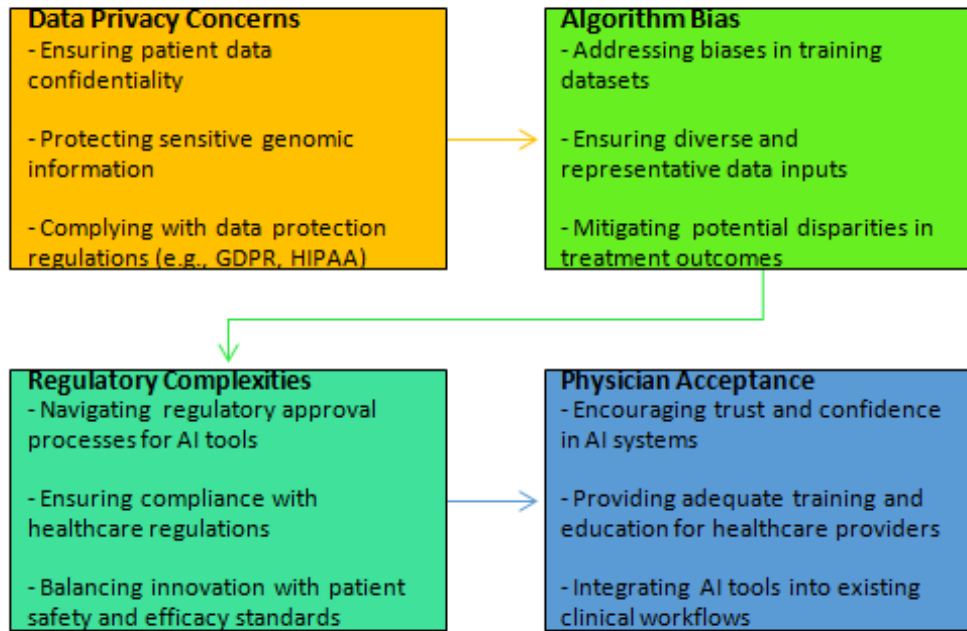 Data Privacy Concerns
- Ensuring patient data
confidentiality
- Protecting sensitive genomic
information
- Complying with data protection
regulations (e.g., GDPR, HIPAA)
Algorithm Bias
- Addressing biases in training
datasets
- Ensuring diverse and
representative data inputs
- Mitigating potential disparities in
treatment outcomes
Regulatory Complexities
- Navigating regulatory approval
processes for AI tools
- Ensuring compliance with
healthcare regulations
- Balancing innovation with patient
safety and efficacy standards
Physician Acceptance
- Encouraging trust and confidence
in AI systems
- Providing adequate training and
education for healthcare providers
- Integrating AI tools into existing
clinical workflows